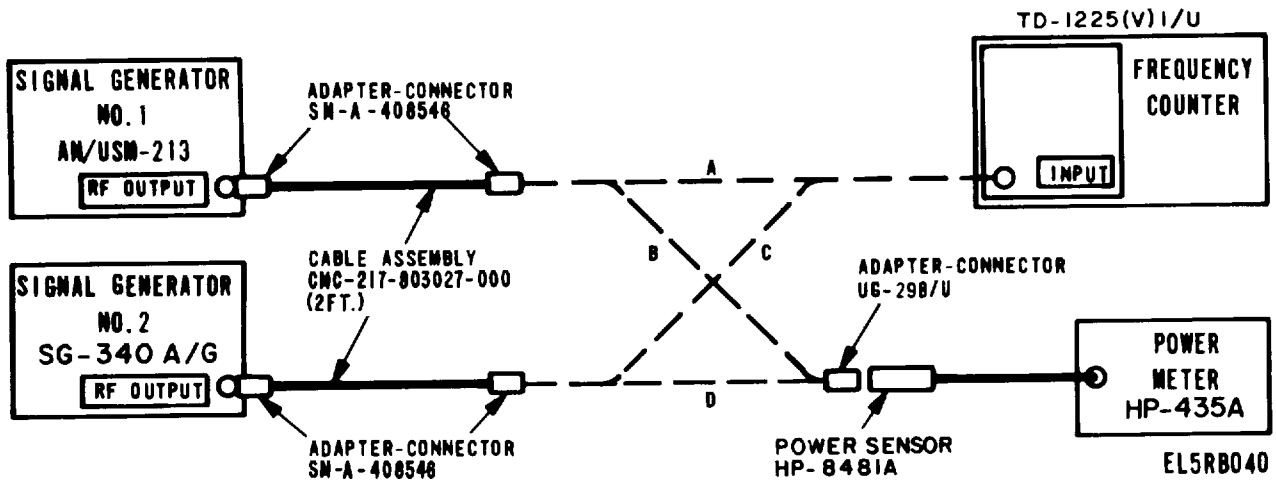 TD-1225(V)1/U
SIGNAL GENERATOR
NO. 1
AN/USM-213
RF OUTPUT
ADAPTER-CONNECTOR
SM-A-408546
A
FREQUENCY
COUNTER
INPUT
CABLE ASSEMBLY
CMC-217-803027-000
(2FT.)
B
C
SIGNAL GENERATOR
NO. 2
SG-340 A/G
RF OUTPUT
ADAPTER-CONNECTOR
SM-A-408546
D
ADAPTER-CONNECTOR
UG-29B/U
POWER SENSOR
HP-8481A
POWER
METER
HP-435A
EL5RB040